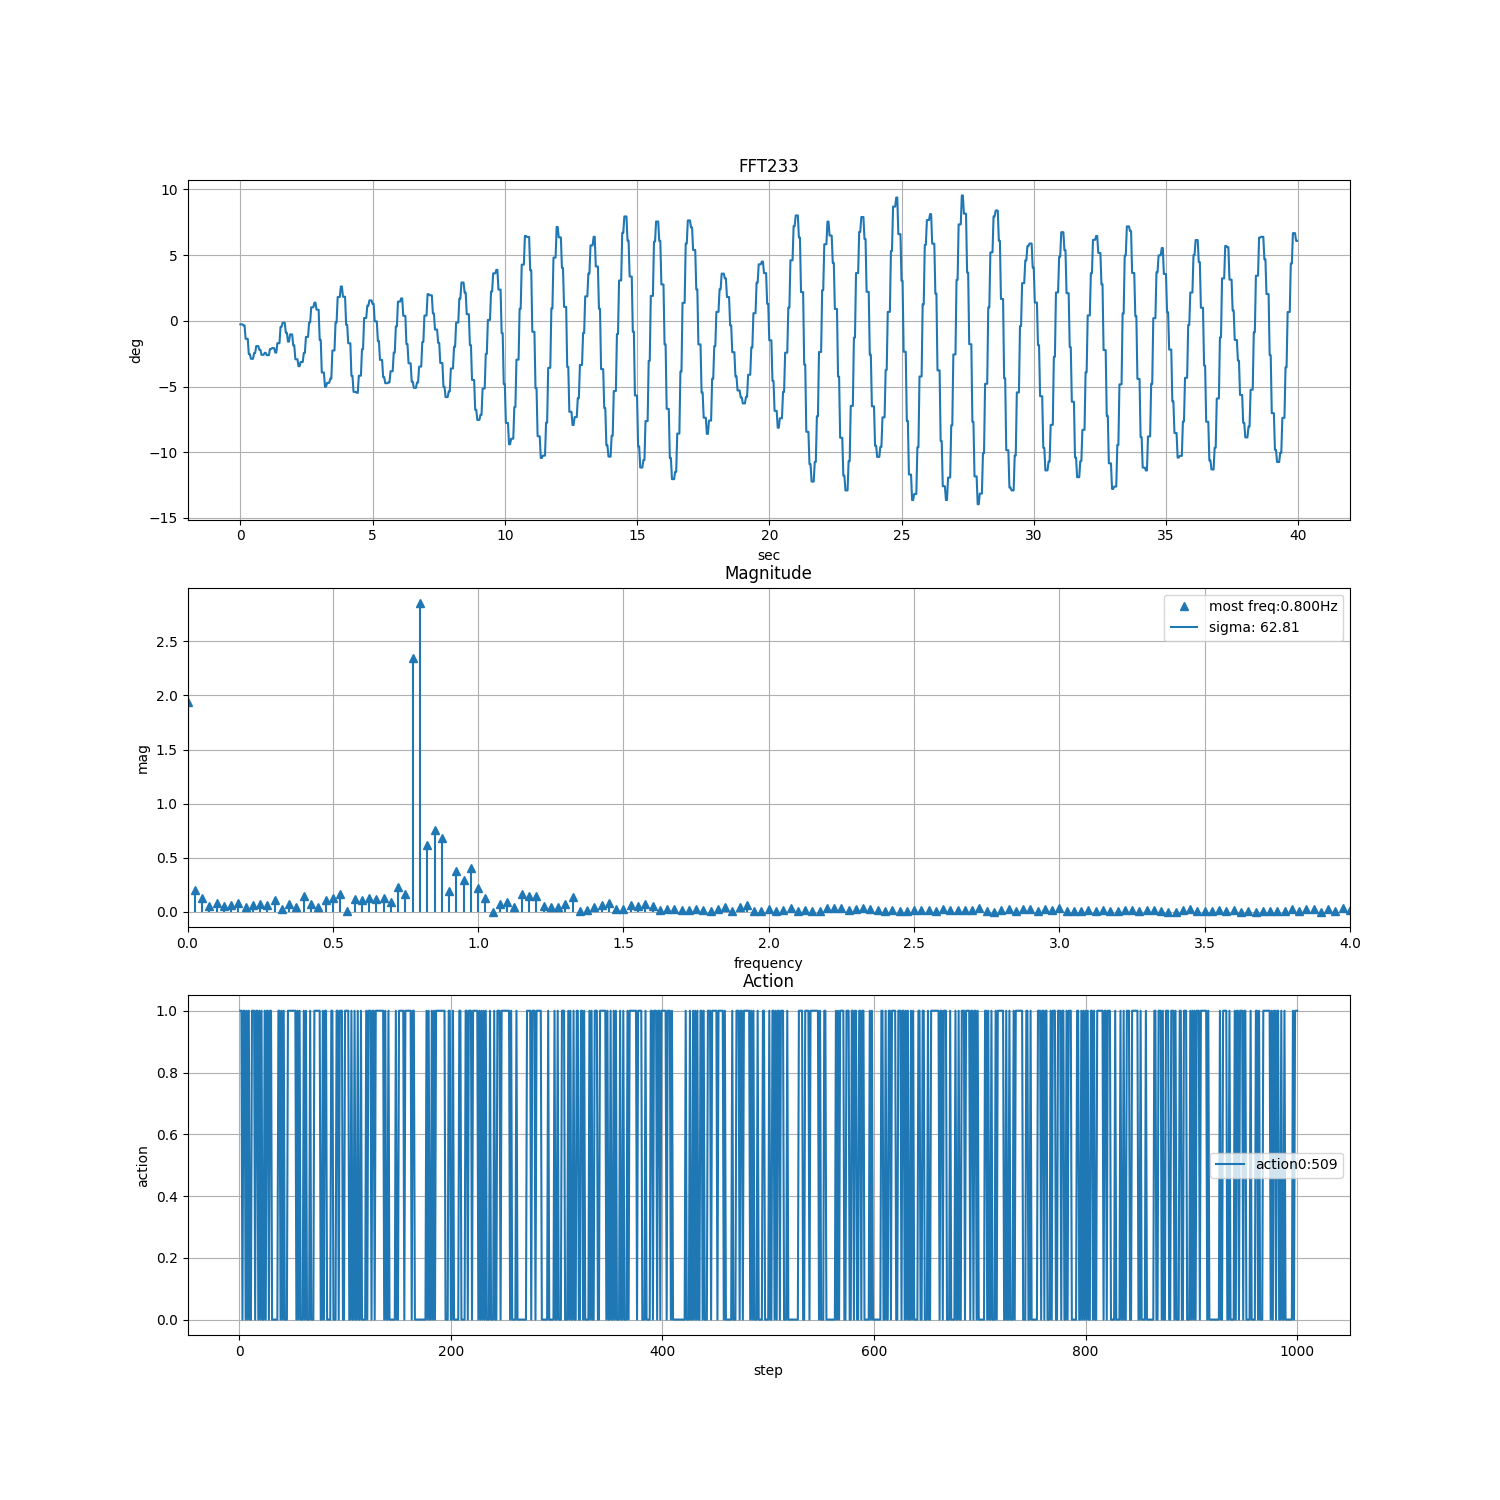 FFT233
10
5
0
−5
−10
−15
deg
0 5 10 15 20 25 30 35 40
sec
Magnitude
most freq:0.800Hz
sigma: 62.81
2.5
2.0
1.5
1.0
0.5
0.0
mag
0.0 0.5 1.0 1.5 2.0 2.5 3.0 3.5 4.0
frequency
Action
1.0
0.8
0.6
0.4
0.2
0.0
action
action0:509
0 200 400 600 800 1000
step